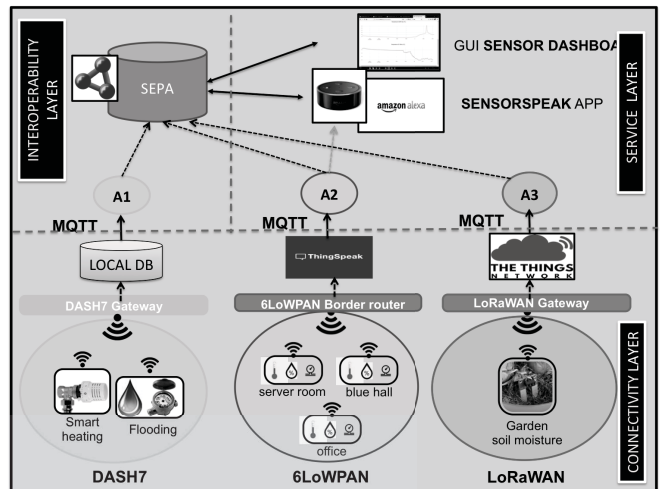 INTEROPERABILITY
LAYER
SEPA
GUI SENSOR DASHBOA
amazon alexa
SENSORSPEAK APP
SERVICE LAYER
A1
A2
A3
MQTT
MQTT
MQTT
LOCAL DB
ThingSpeak
THE THINGS
NETWORK
DASH7 Gateway
6LoWPAN Border router
LoRaWAN Gateway
Smart
heating
Flooding
%
server room
%
blue hall
%
office
Garden
soil moisture
CONNECTIVITY LAYER
DASH7
6LoWPAN
LoRaWAN